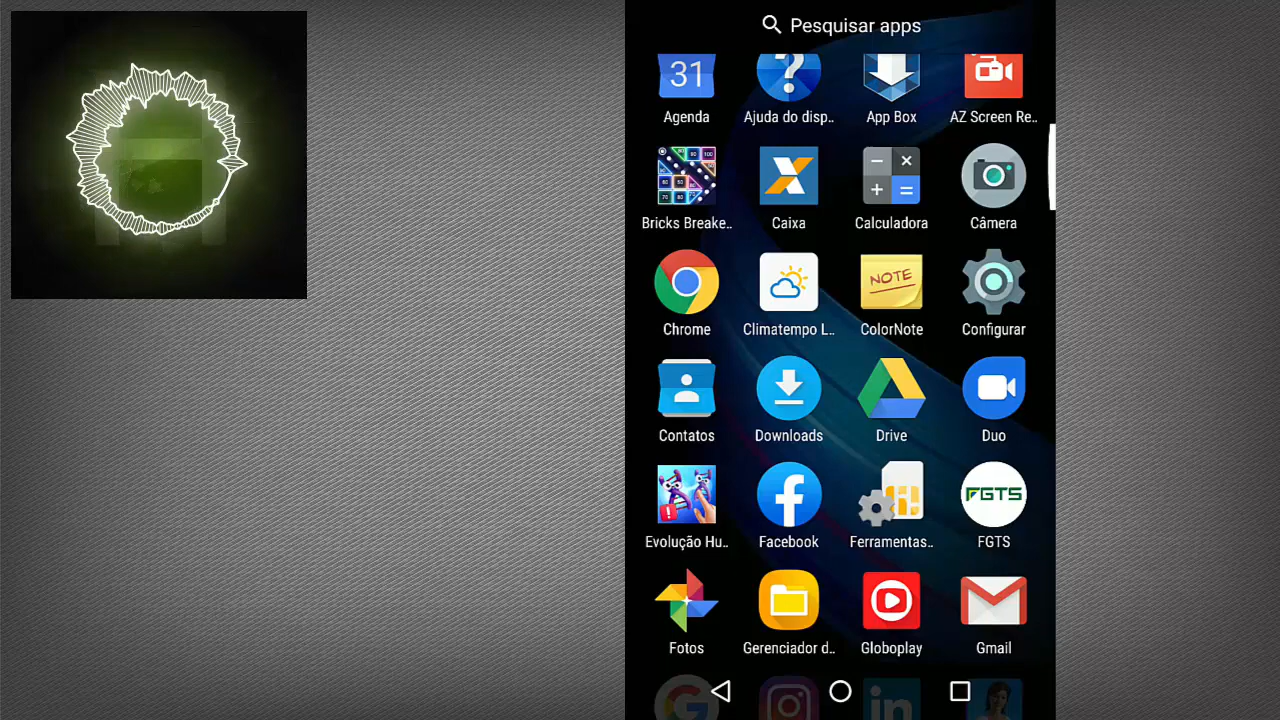 Pesquisar apps
31
Agenda
Ajuda do disp..
App Box
AZ Screen Re..
Bricks Breake..
Caixa
Calculadora
Câmera
NOTE
Chrome
Climatempo L..
ColorNote
Configurar
Contatos
Downloads
Drive
Duo
FGTS
Evolução Hu..
Facebook
Ferramentas..
FGTS
Fotos
Gerenciador d..
Globoplay
Gmail
in